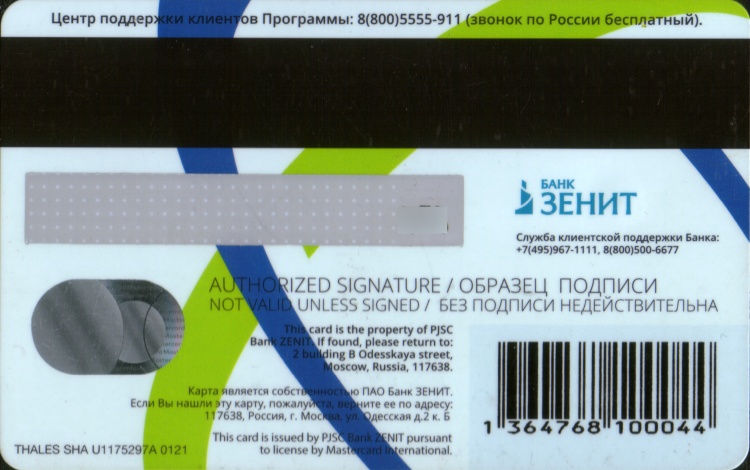 Центр поддержки клиентов Программы: 8(800)5555-911 (звонок по России бесплатный).
БАНК
ЗЕНИТ
Служба клиентской поддержки Банка:
+7(495)967-1111, 8(800)500-6677
AUTHORIZED SIGNATURE / ОБРАЗЕЦ ПОДПИСИ
NOT VALID UNLESS SIGNED / БЕЗ ПОДПИСИ НЕДЕЙСТВИТЕЛЬНА
This card is the property of PJSC
Bank ZENIT. If found, please return to:
2 building B Odesskaya street,
Moscow, Russia, 117638.
Карта является собственностью ПАО Банк ЗЕНИТ.
Если Вы нашли эту карту, пожалуйста, верните ее по адресу:
117638, Россия, г. Москва, ул. Одесская д.2 к. Б
This card is issued by PJSC Bank ZENIT pursuant
to license by Mastercard International.
1 364768 100044
THALES SHA U1175297A 0121